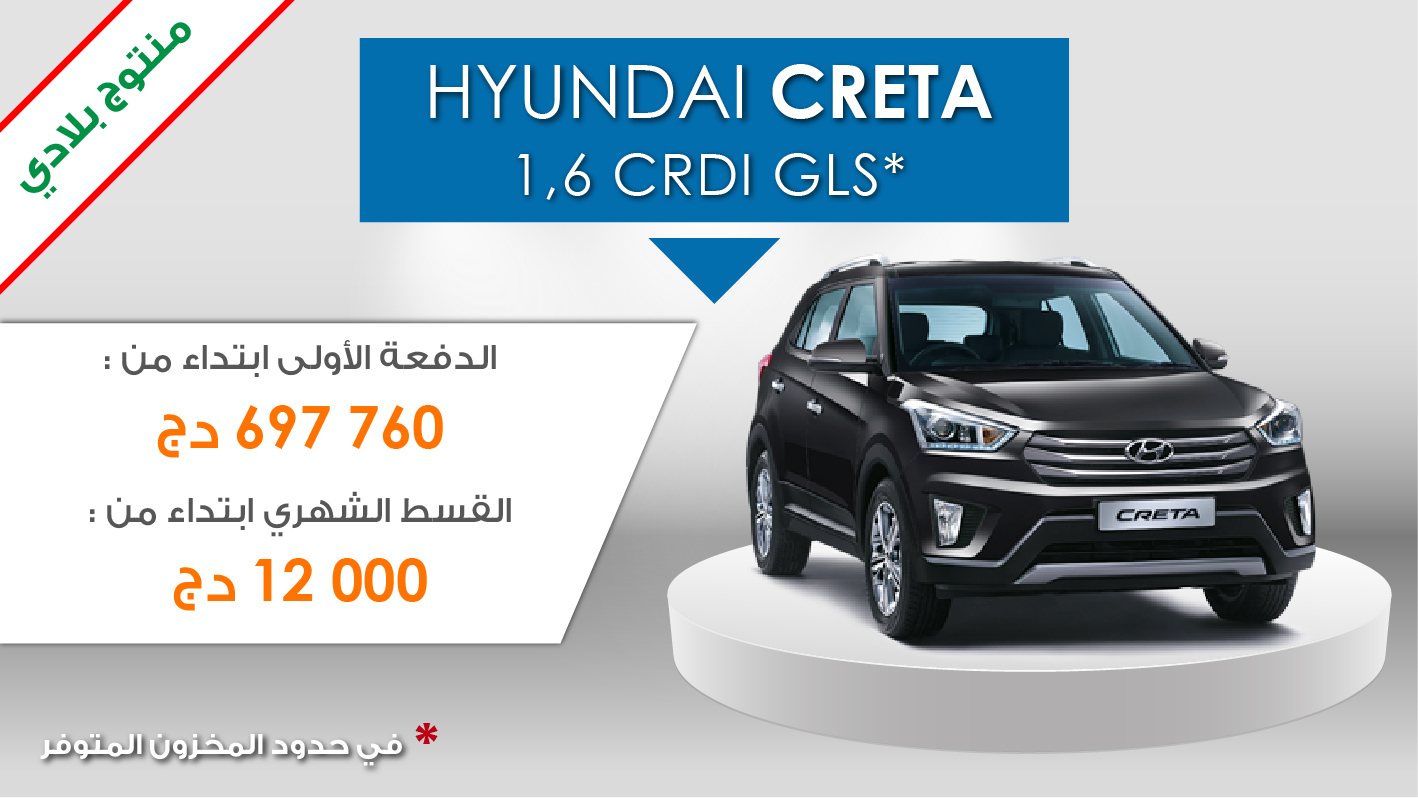 منتوج بلادي
HYUNDAI CRETA
1,6 CRDI GLS*
الدفعة الأولى ابتداء من :
697 760 دج
القسط الشهري ابتداء من :
12 000 دج
CRETA
* في حدود المخزون المتوفر